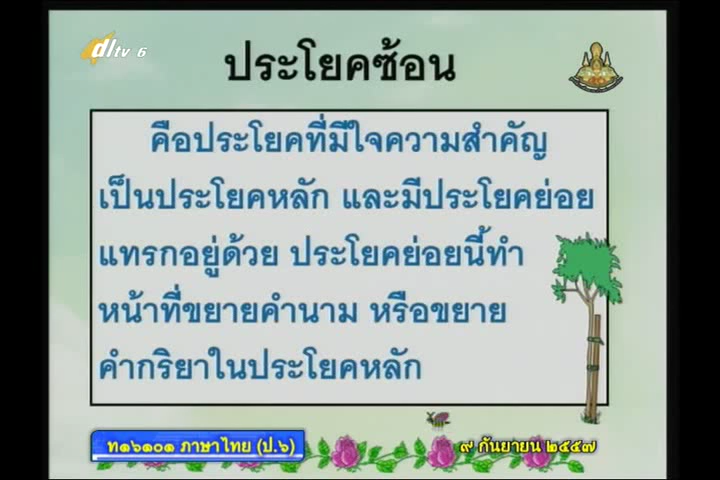 dltv 6
ประโยคซ้อน
คือประโยคที่มีใจความสำคัญ
เป็นประโยคหลัก และมีประโยคย่อย
แทรกอยู่ด้วย ประโยคย่อยนี้ทำ
หน้าที่ขยายคำนาม หรือขยาย
คำกริยาในประโยคหลัก
ท๑๖๑๐๑ ภาษาไทย (ป.๖)
๙ กันยายน ๒๕๕๗